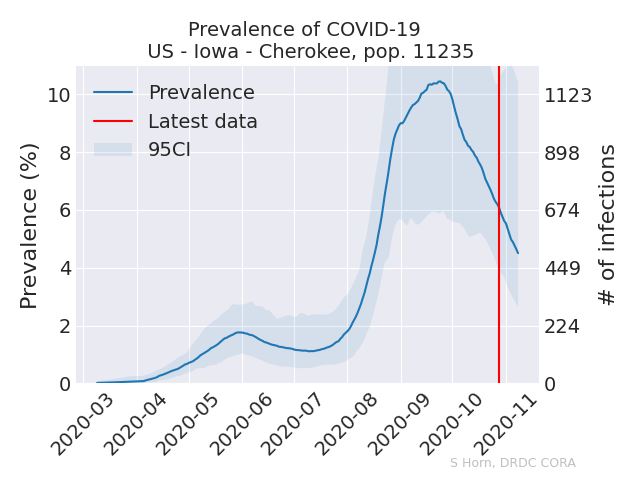 Prevalence of COVID-19
US - Iowa - Cherokee, pop. 11235
Prevalence
Latest data
95CI
Prevalence (%)
10
8
6
4
2
0
1123
898
674
449
224
0
# of infections
2020-03
2020-04
2020-05
2020-06
2020-07
2020-08
2020-09
2020-10
2020-11
S Horn, DRDC CORA